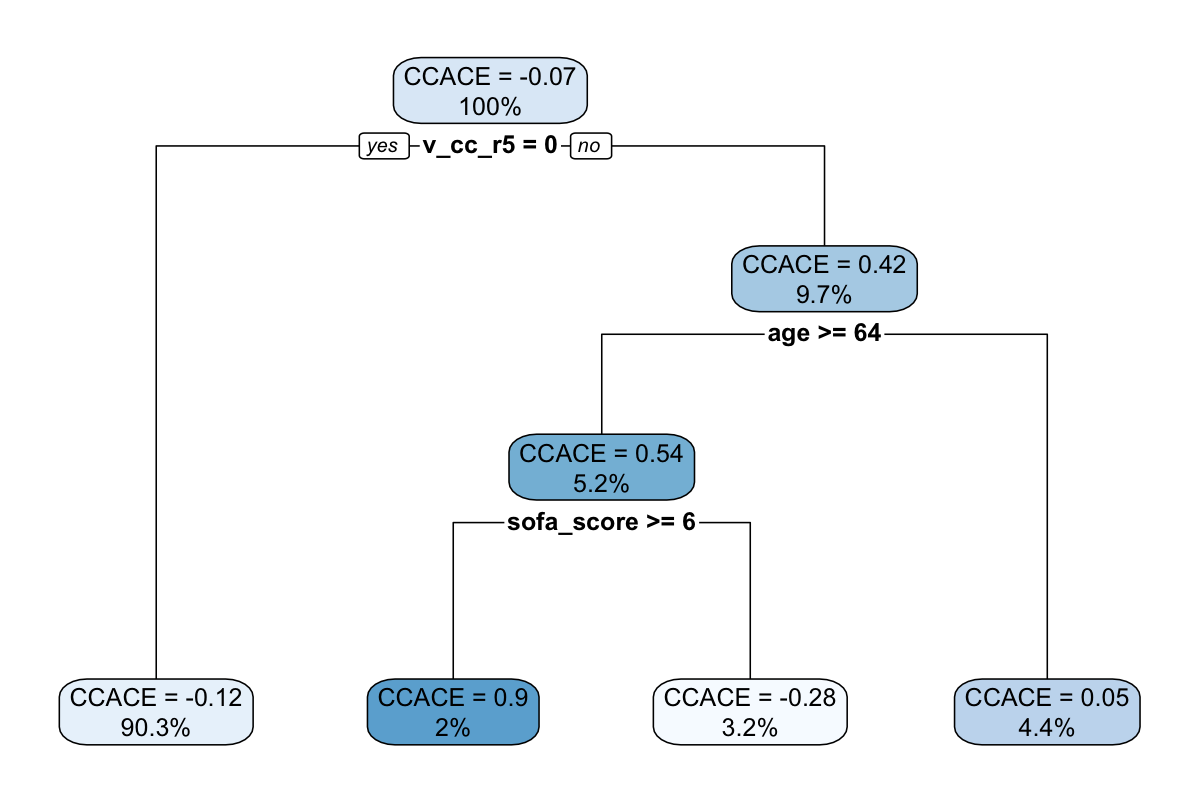 CCACE = -0.07
100%
yes v_cc_r5 = 0 no
CCACE = 0.42
9.7%
age >= 64
CCACE = 0.54
5.2%
sofa_score >= 6
CCACE = -0.12
90.3%
CCACE = 0.9
2%
CCACE = -0.28
3.2%
CCACE = 0.05
4.4%